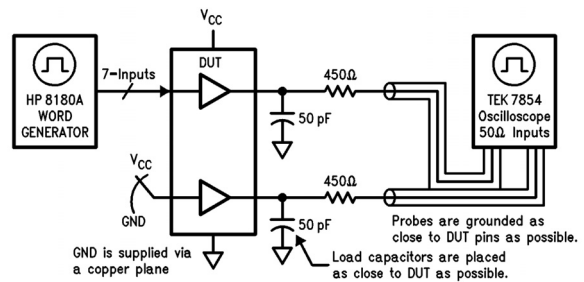 VCC
DUT
7-Inputs
HP 8180A
WORD
GENERATOR
450Ω
50 pF
TEK 7854
Oscilloscope
50Ω Inputs
VCC
GND
450Ω
50 pF
GND is supplied via
a copper plane
Probes are grounded as
close to DUT pins as possible.
Load capacitors are placed
as close to DUT as possible.